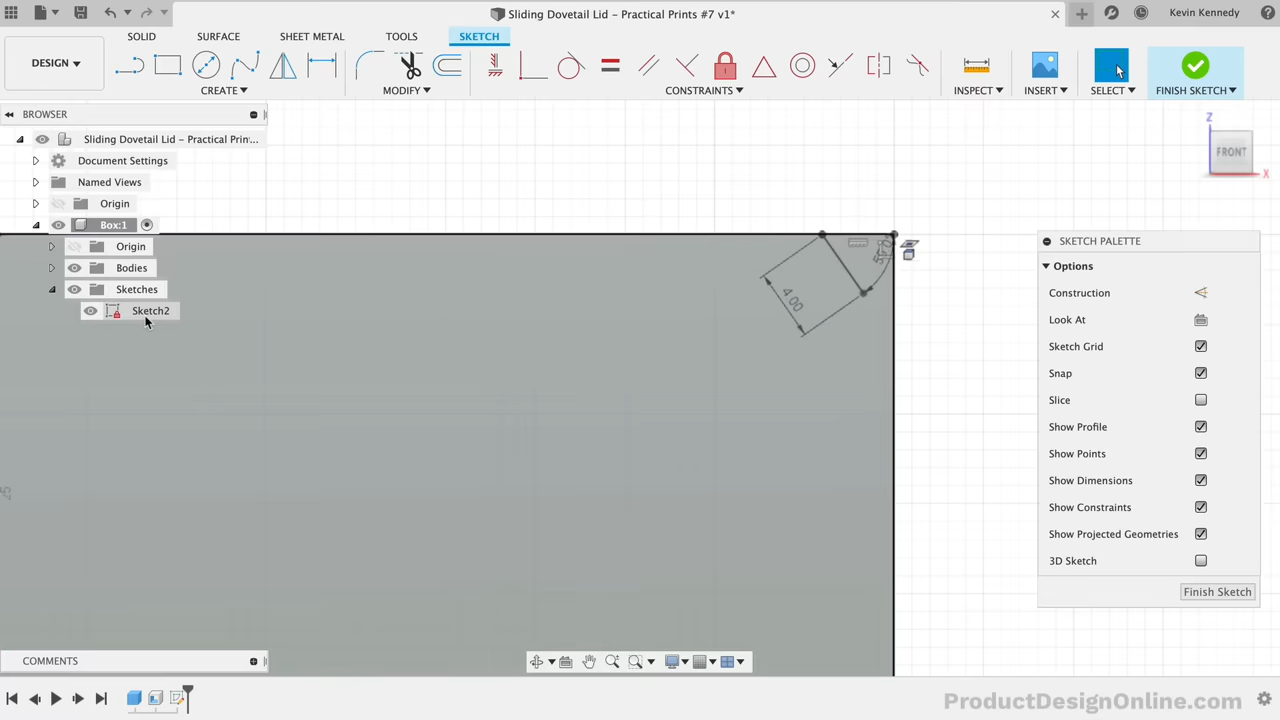 Sliding Dovetail Lid – Practical Prints #7 v1*
Kevin Kennedy
SOLID
SURFACE
SHEET METAL
TOOLS
SKETCH
DESIGN
CREATE
MODIFY
CONSTRAINTS
INSPECT
INSERT
SELECT
FINISH SKETCH
BROWSER
Sliding Dovetail Lid – Practical Prin...
Document Settings
Named Views
Origin
Box:1
Origin
Bodies
Sketches
Sketch2
Z
FRONT
X
4.00
25
SKETCH PALETTE
Options
Construction
Look At
Sketch Grid
Snap
Slice
Show Profile
Show Points
Show Dimensions
Show Constraints
Show Projected Geometries
3D Sketch
Finish Sketch
COMMENTS
ProductDesignOnline.com